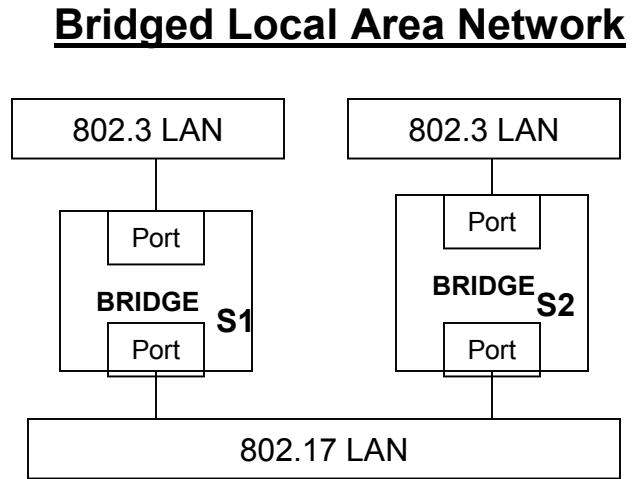 Bridged Local Area Network
802.3 LAN
802.3 LAN
Port
Port
BRIDGE S1
BRIDGE S2
Port
Port
802.17 LAN